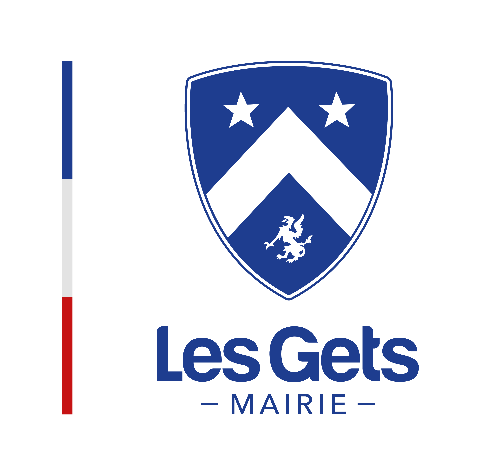 Les Gets
– MAIRIE –